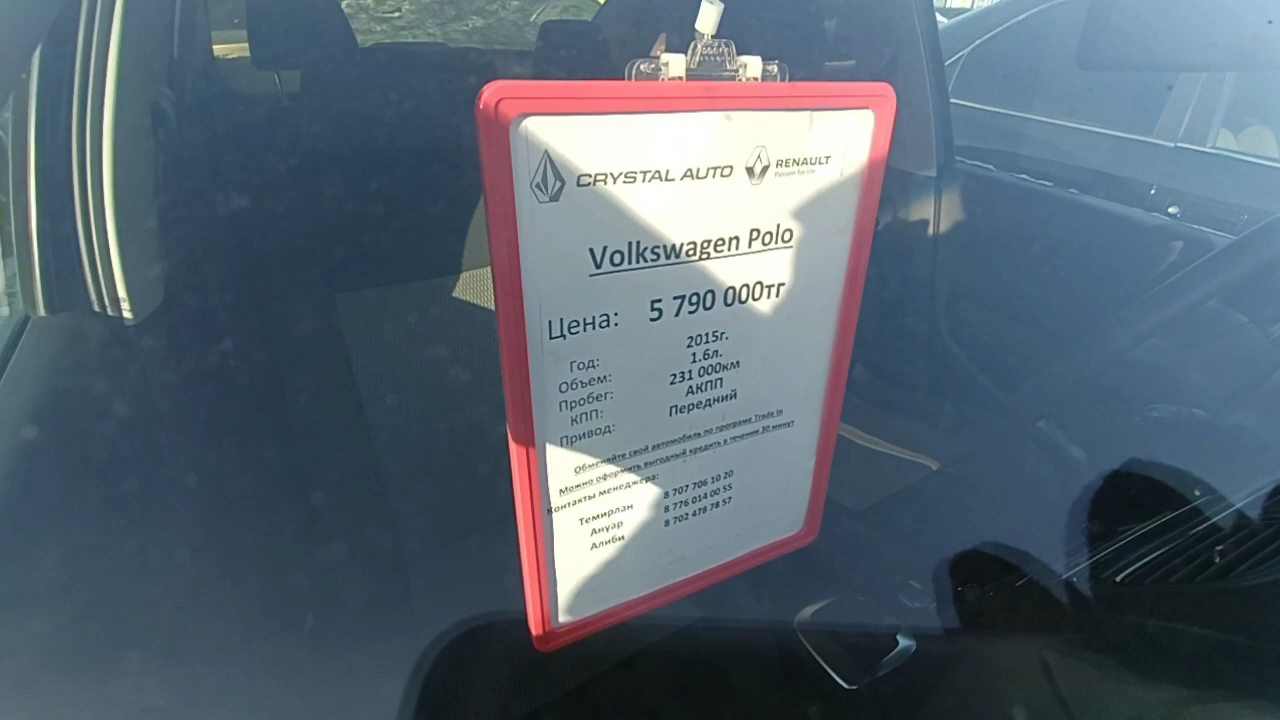 CRYSTAL AUTO RENAULT
Passion for life
Volkswagen Polo
Цена: 5 790 000тг
Год: 2015г.
Объем: 1.6л.
Пробег: 231 000км
КПП: АКПП
Привод: Передний
Обменяйте свой автомобиль по програме Trade In
Можно оформить выгодный кредить в течении 30 минут
Контакты менеджера:
Темирлан 8 707 706 10 20
Ануар 8 776 014 00 55
Алиби 8 702 478 78 57